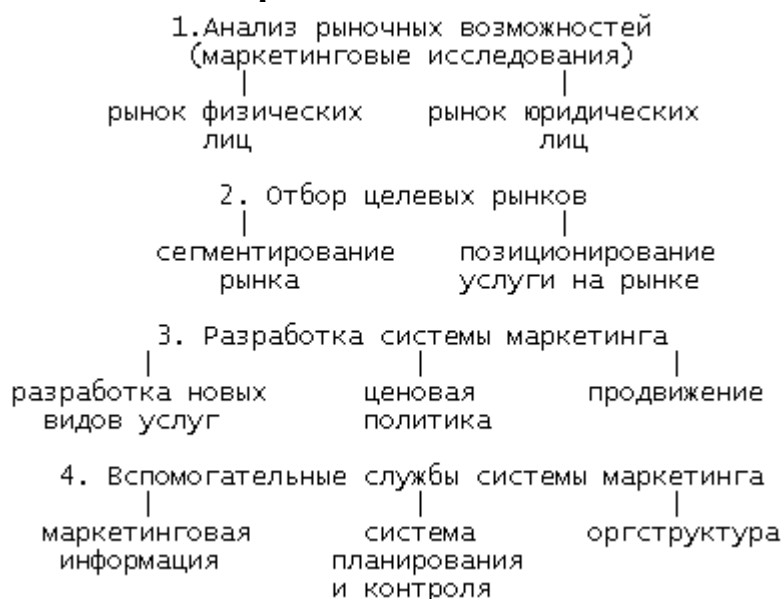 1.Анализ рыночных возможностей
(маркетинговые исследования)
рынок физических рынок юридических
лиц лиц
2. Отбор целевых рынков
сегментирование позиционирование
рынка услуги на рынке
3. Разработка системы маркетинга
разработка новых ценовая продвижение
видов услуг политика
4. Вспомогательные службы системы маркетинга
маркетинговая система оргструктура
информация планирования
и контроля